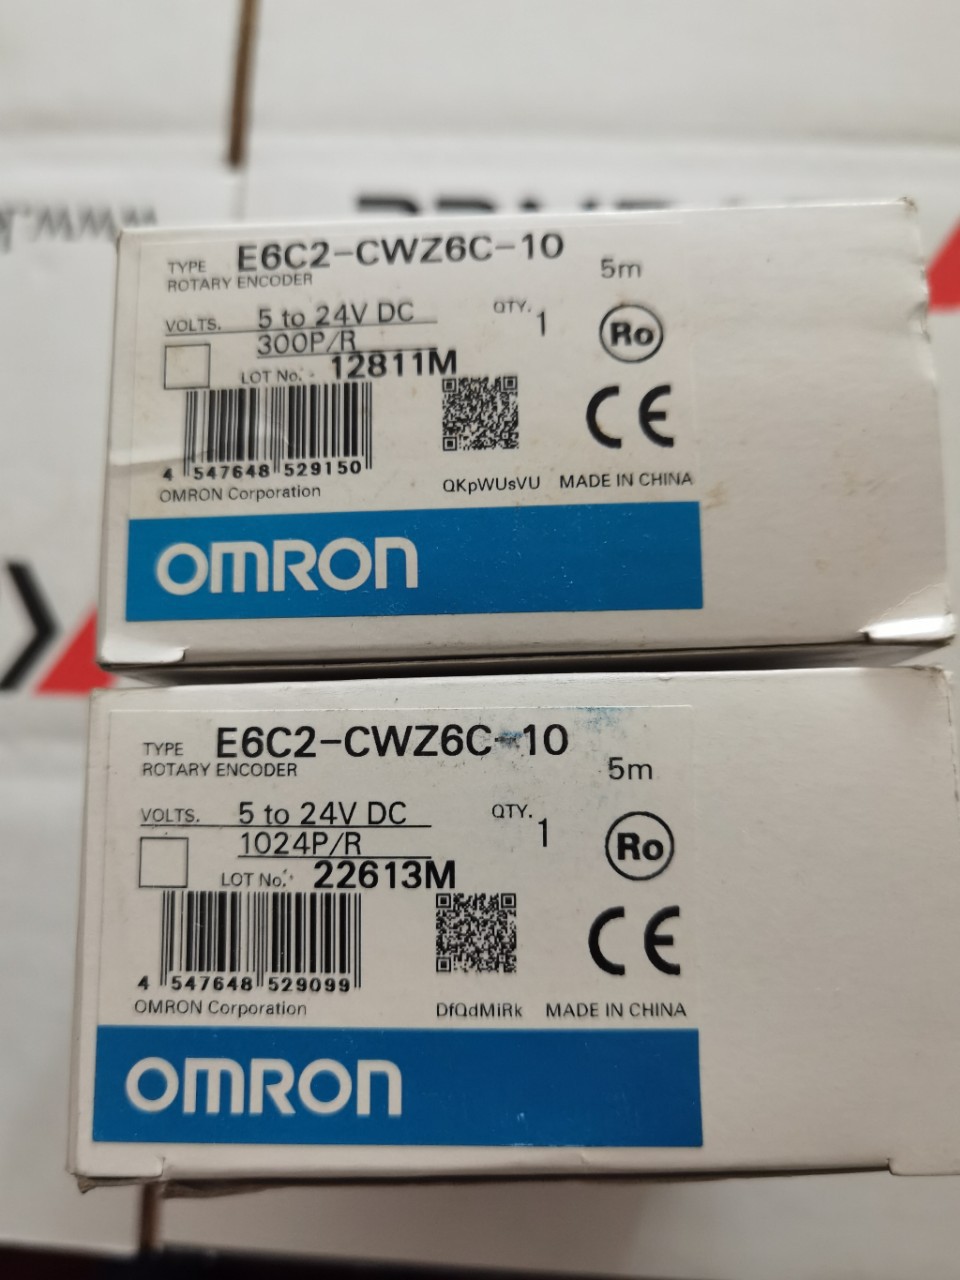 TYPE E6C2-CWZ6C-10
ROTARY ENCODER
5m
VOLTS. 5 to 24V DC
QTY. 1
300P/R
Ro
LOT No. 12811M
CE
4 547648 529150
QKpWUsVU MADE IN CHINA
OMRON Corporation
OMRON
TYPE E6C2-CWZ6C-10
ROTARY ENCODER
5m
VOLTS. 5 to 24V DC
QTY. 1
1024P/R
Ro
LOT No. 22613M
CE
4 547648 529099
OMRON Corporation
DfQdMiRk MADE IN CHINA
OMRON